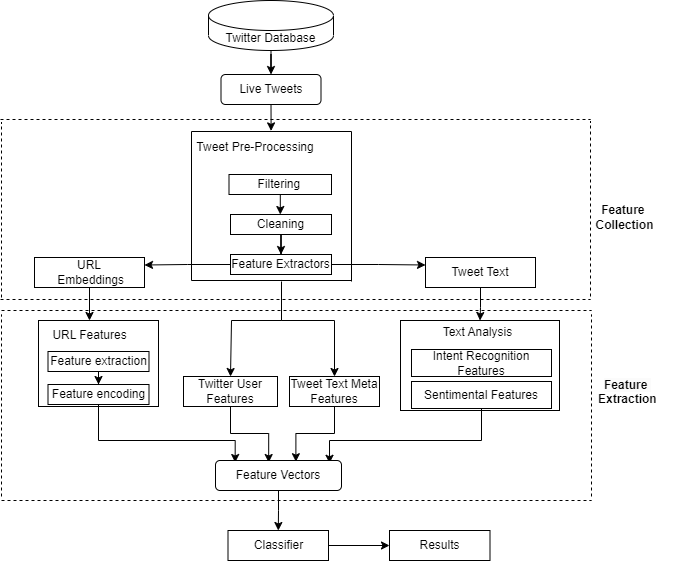 Twitter Database
Live Tweets
Tweet Pre-Processing
Filtering
Cleaning
Feature Extractors
Feature
Collection
URL
Embeddings
Tweet Text
URL Features
Feature extraction
Feature encoding
Twitter User
Features
Tweet Text Meta
Features
Text Analysis
Intent Recognition
Features
Sentimental Features
Feature
Extraction
Feature Vectors
Classifier
Results